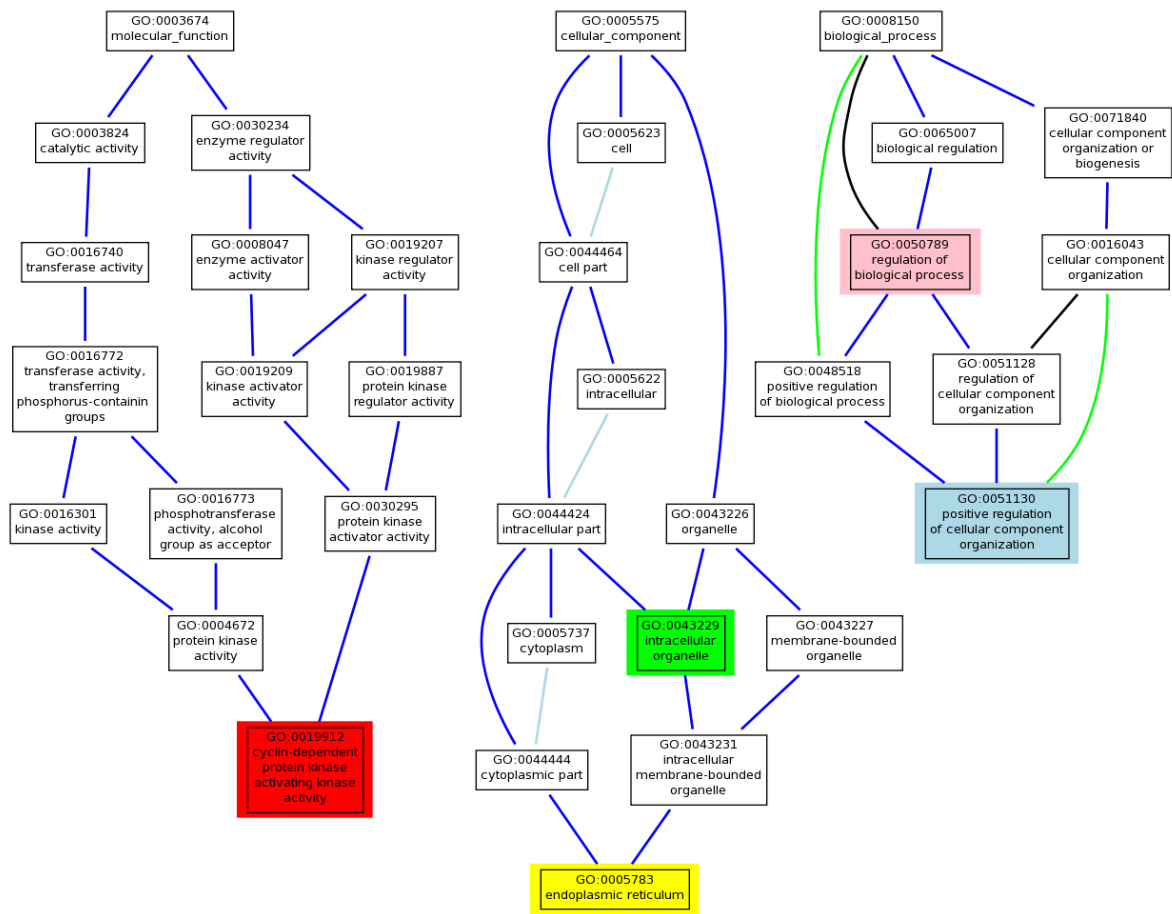 GO:0003674
molecular_function
GO:0005575
cellular_component
GO:0008150
biological_process
GO:0003824
catalytic activity
GO:0030234
enzyme regulator
activity
GO:0005623
cell
GO:0065007
biological regulation
GO:0071840
cellular component
organization or
biogenesis
GO:0016740
transferase activity
GO:0008047
enzyme activator
activity
GO:0019207
kinase regulator
activity
GO:0044464
cell part
GO:0050789
regulation of
biological process
GO:0016043
cellular component
organization
GO:0016772
transferase activity,
transferring
phosphorus-containin
groups
GO:0019209
kinase activator
activity
GO:0019887
protein kinase
regulator activity
GO:0005622
intracellular
GO:0048518
positive regulation
of biological process
GO:0051128
regulation of
cellular component
organization
GO:0016301
kinase activity
GO:0016773
phosphotransferase
activity, alcohol
group as acceptor
GO:0030295
protein kinase
activator activity
GO:0044424
intracellular part
GO:0043226
organelle
GO:0051130
positive regulation
of cellular component
organization
GO:0004672
protein kinase
activity
GO:0005737
cytoplasm
GO:0043229
intracellular
organelle
GO:0043227
membrane-bounded
organelle
GO:0019912
cyclin-dependent
protein kinase
activating kinase
activity
GO:0044444
cytoplasmic part
GO:0043231
intracellular
membrane-bounded
organelle
GO:0005783
endoplasmic reticulum